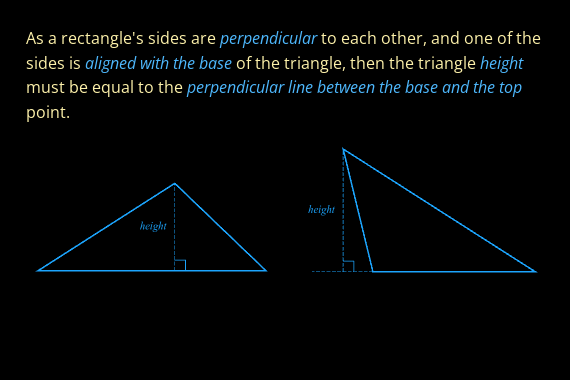 As a rectangle's sides are perpendicular to each other, and one of the
sides is aligned with the base of the triangle, then the triangle height
must be equal to the perpendicular line between the base and the top
point.
height
height